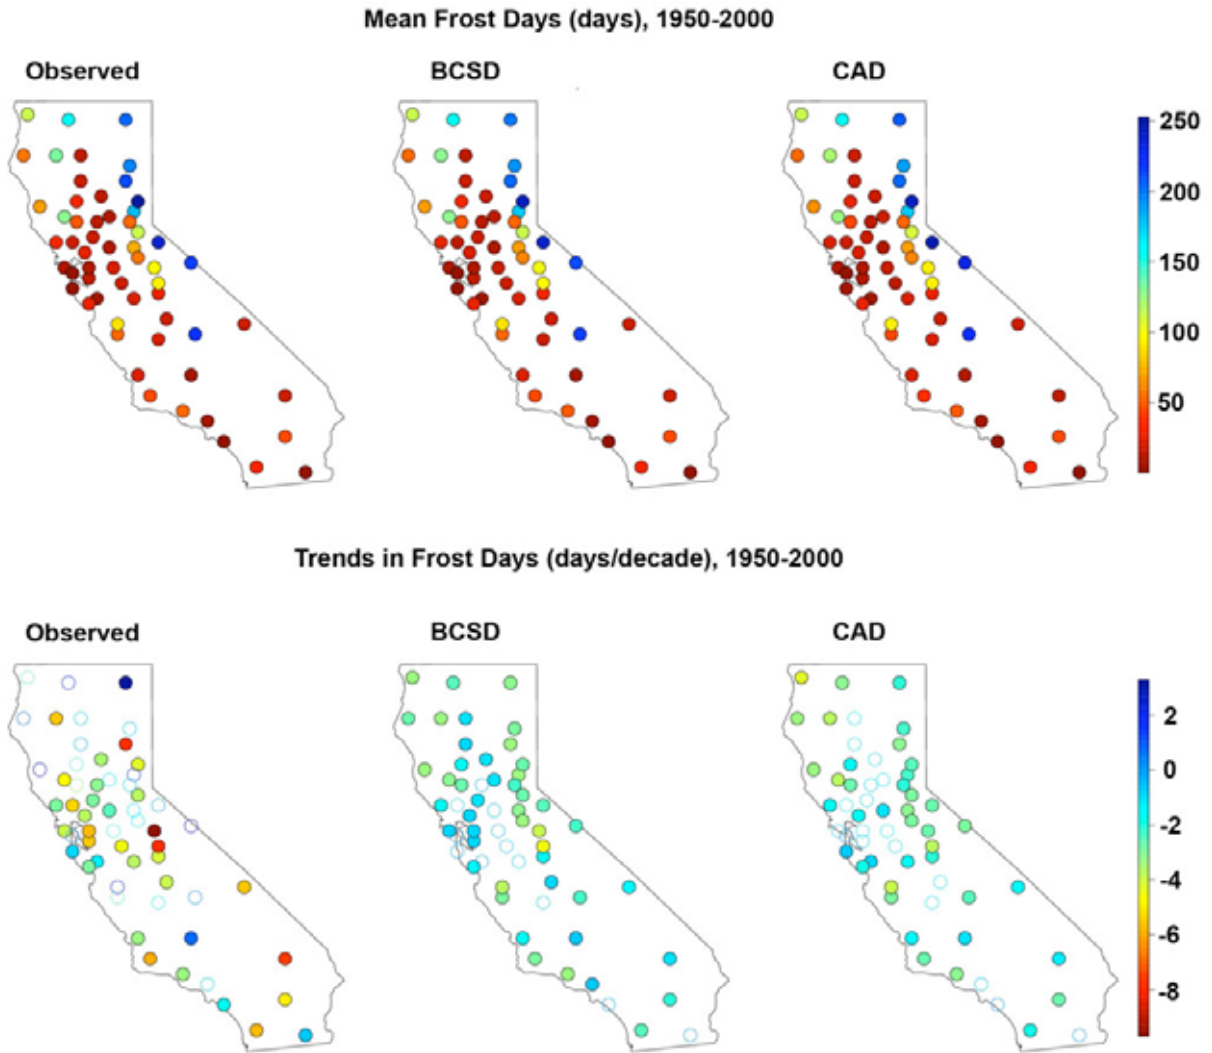 Mean Frost Days (days), 1950-2000
Observed
BCSD
CAD
250
200
150
100
50
Trends in Frost Days (days/decade), 1950-2000
Observed
BCSD
CAD
2
0
-2
-4
-6
-8